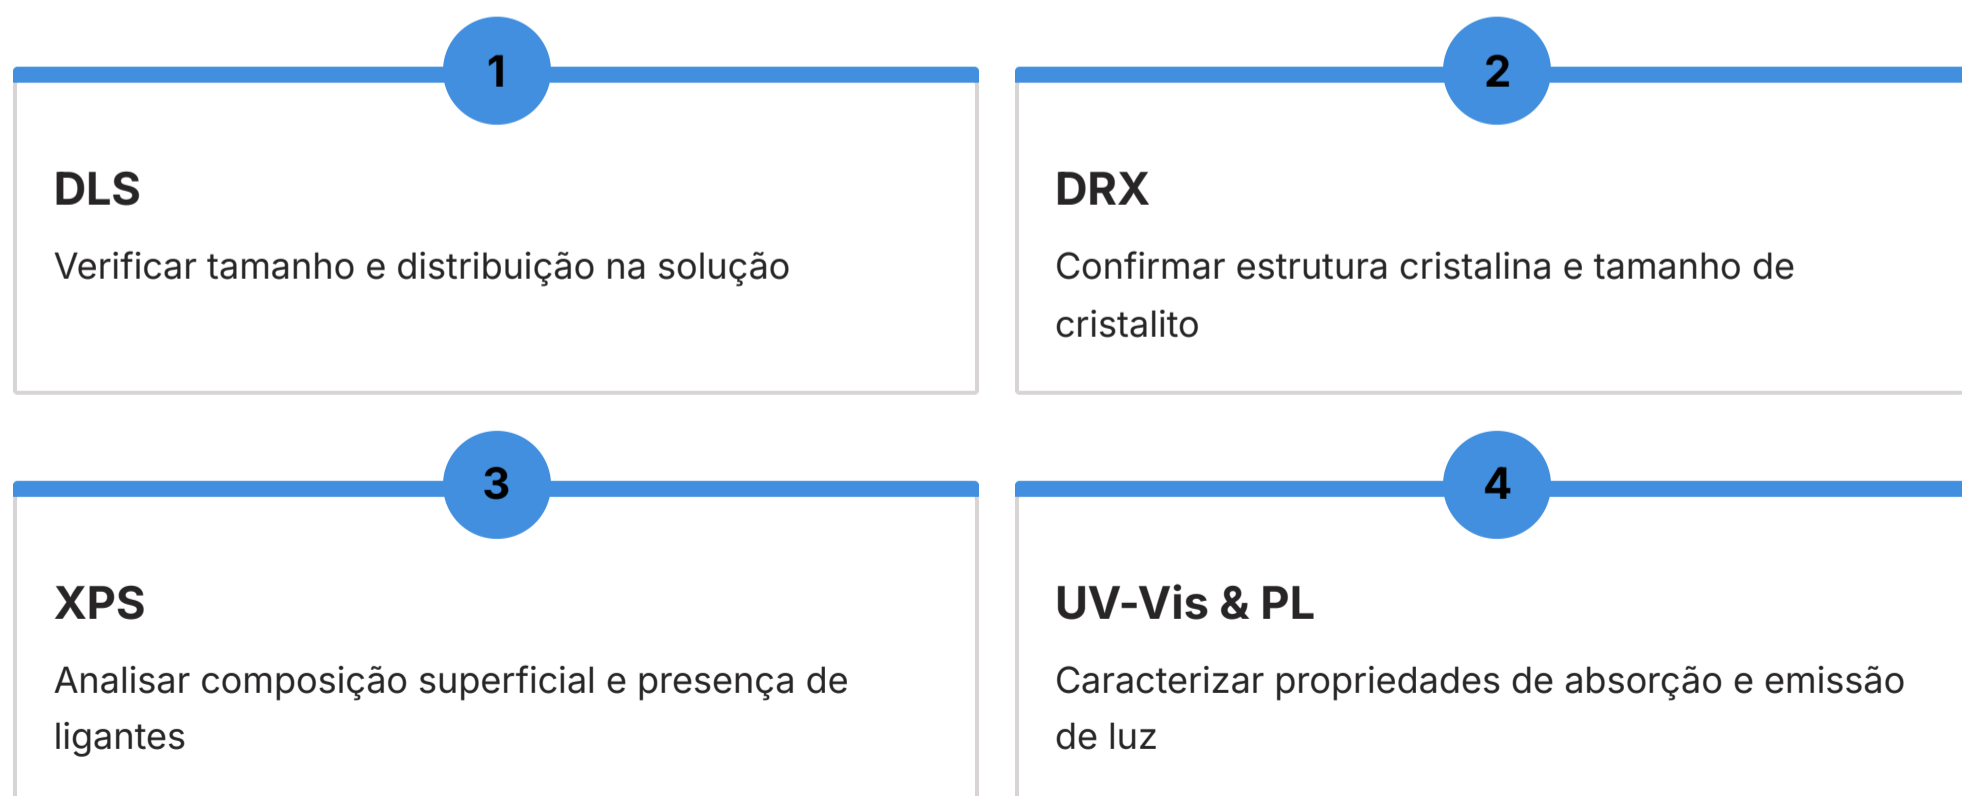 1
DLS
Verificar tamanho e distribuição na solução
2
DRX
Confirmar estrutura cristalina e tamanho de
cristalito
3
XPS
Analisar composição superficial e presença de
ligantes
4
UV-Vis & PL
Caracterizar propriedades de absorção e emissão
de luz